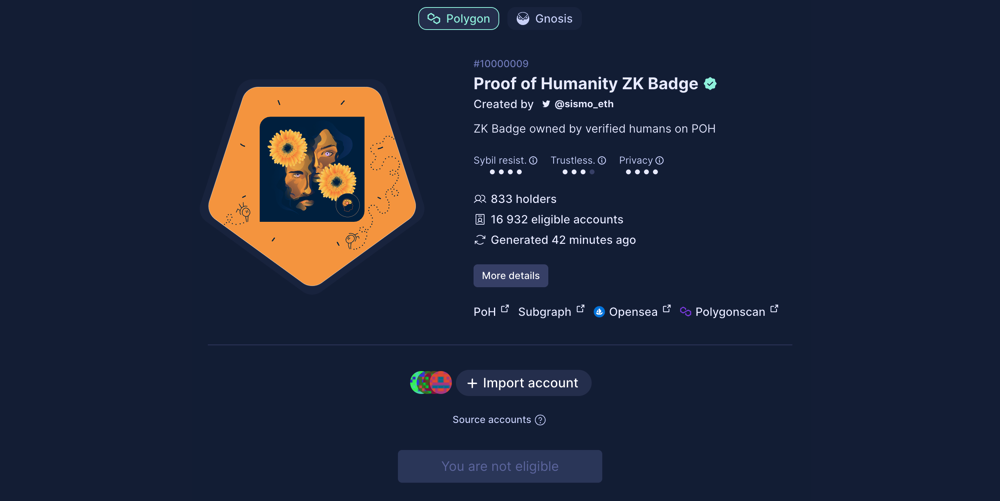 Polygon Gnosis
#10000009
Proof of Humanity ZK Badge
Created by @sismo_eth
ZK Badge owned by verified humans on POH
Sybil resist. Trustless. Privacy
833 holders
16 932 eligible accounts
Generated 42 minutes ago
More details
PoH Subgraph Opensea Polygonscan
+ Import account
Source accounts ?
You are not eligible